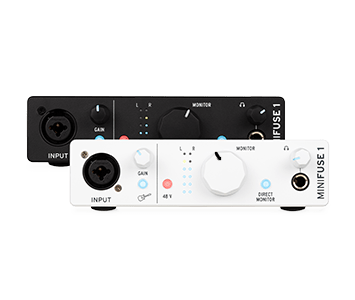 L R
MONITOR
GAIN
INPUT
MINIFUSE 1
L R
MONITOR
GAIN
INPUT
48 V
DIRECT
MONITOR
MINIFUSE 1